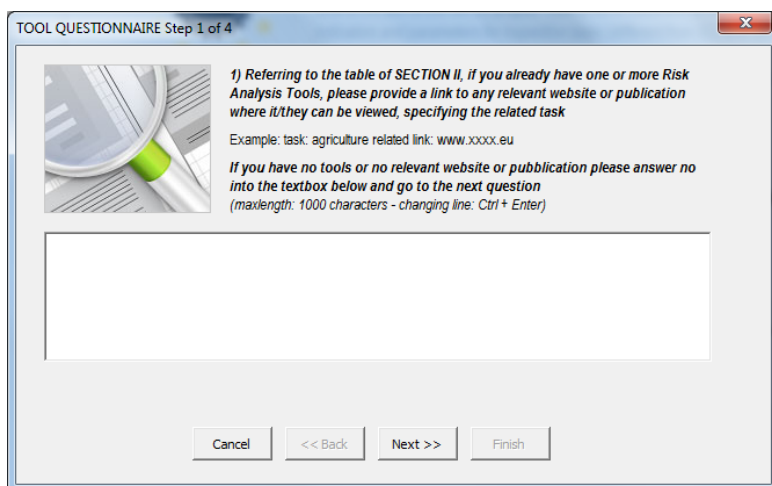 TOOL QUESTIONNAIRE Step 1 of 4
1) Referring to the table of SECTION II, if you already have one or more Risk
Analysis Tools, please provide a link to any relevant website or publication
where it/they can be viewed, specifying the related task
Example: task: agriculture related link: www.xxxx.eu
If you have no tools or no relevant website or pubblication please answer no
into the textbox below and go to the next question
(maxlength: 1000 characters - changing line: Ctrl + Enter)
Cancel << Back Next >> Finish